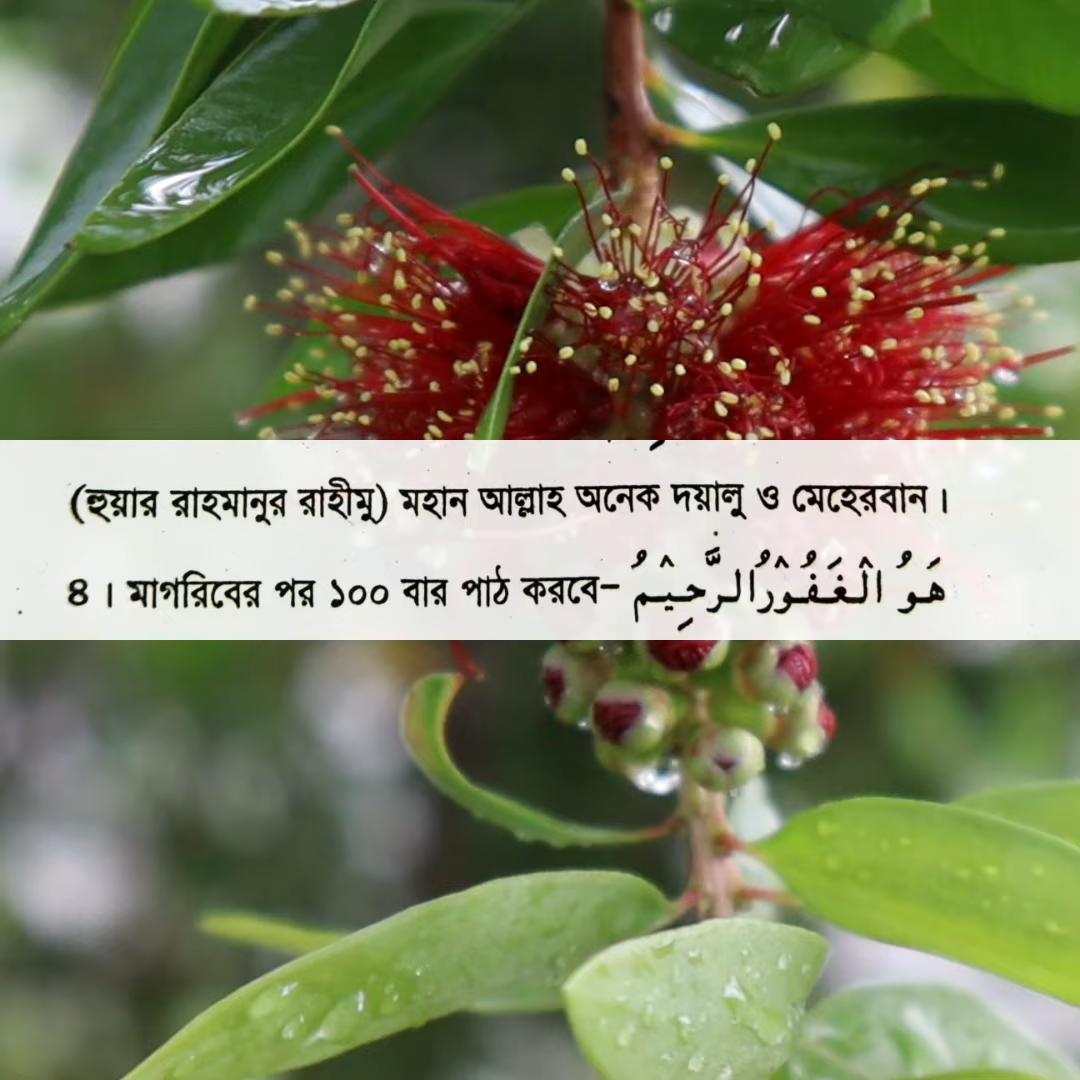 (হুয়ার রাহমানুর রাহীমু) মহান আল্লাহ অনেক দয়ালু ও মেহেরবান।
৪। মাগরিবের পর ১০০ বার পাঠ করবে- هَوُ الْغَفُوْرُالرَّحِيْمُ